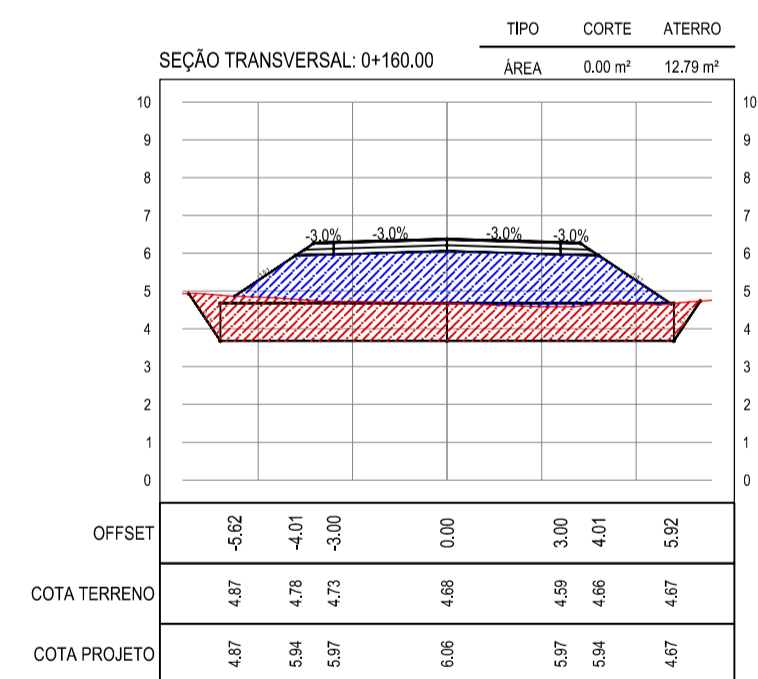 TIPO CORTE ATERRO
SEÇÃO TRANSVERSAL: 0+160.00
ÁREA 0.00 m² 12.79 m²
10 10
9 9
8 8
7 7
-3.0% -3.0% -3.0% -3.0%
6 6
5 5
4 4
3 3
2 2
1 1
0 0
OFFSET -5.62 -4.01 -3.00 0.00 3.00 4.01 5.92
COTA TERRENO 4.87 4.78 4.73 4.68 4.59 4.66 4.67
COTA PROJETO 4.87 5.94 5.97 6.06 5.97 5.94 4.67